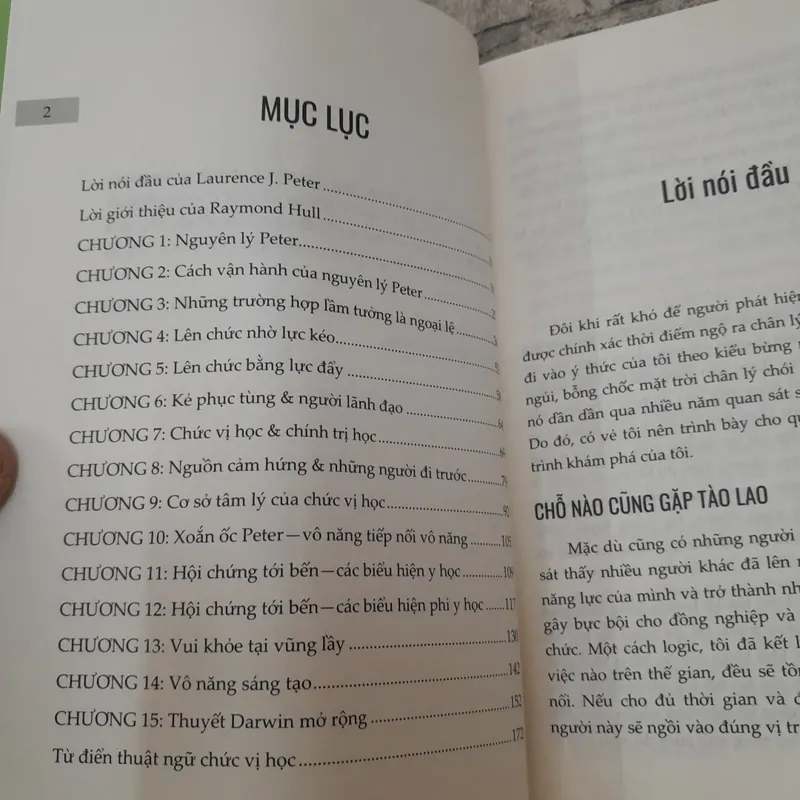 2
MỤC LỤC
Lời nói đầu của Laurence J. Peter
Lời giới thiệu của Raymond Hull
CHƯƠNG 1: Nguyên lý Peter
CHƯƠNG 2: Cách vận hành của nguyên lý Peter
CHƯƠNG 3: Những trường hợp lầm tưởng là ngoại lệ
CHƯƠNG 4: Lên chức nhờ lực kéo
CHƯƠNG 5: Lên chức bằng lực đẩy
CHƯƠNG 6: Kẻ phục tùng & người lãnh đạo
CHƯƠNG 7: Chức vị học & chính trị học
CHƯƠNG 8: Nguồn cảm hứng & những người đi trước 79
CHƯƠNG 9: Cơ sở tâm lý của chức vị học 92
CHƯƠNG 10: Xoắn ốc Peter—vô năng tiếp nối vô năng 105
CHƯƠNG 11: Hội chứng tới bến—các biểu hiện y học 108
CHƯƠNG 12: Hội chứng tới bến—các biểu hiện phi y học 117
CHƯƠNG 13: Vui khỏe tại vũng lầy 130
CHƯƠNG 14: Vô năng sáng tạo 142
CHƯƠNG 15: Thuyết Darwin mở rộng 152
Từ điển thuật ngữ chức vị học 172
Lời nói đầu
Đôi khi rất khó để người phát hiện
được chính xác thời điểm ngộ ra chân lý
đi vào ý thức của tôi theo kiểu bừng
ngúi, bỗng chốc mặt trời chân lý chói
nó dần dần qua nhiều năm quan sát
Do đó, có vẻ tôi nên trình bày cho
trình khám phá của tôi.
CHỖ NÀO CŨNG GẶP TÀO LAO
Mặc dù cũng có những người
sát thấy nhiều người khác đã lên
năng lực của mình và trở thành
gây bực bội cho đồng nghiệp và
chức. Một cách logic, tôi đã kết
việc nào trên thế gian, đều sẽ
nổi. Nếu cho đủ thời gian và
người này sẽ ngồi vào đúng vị